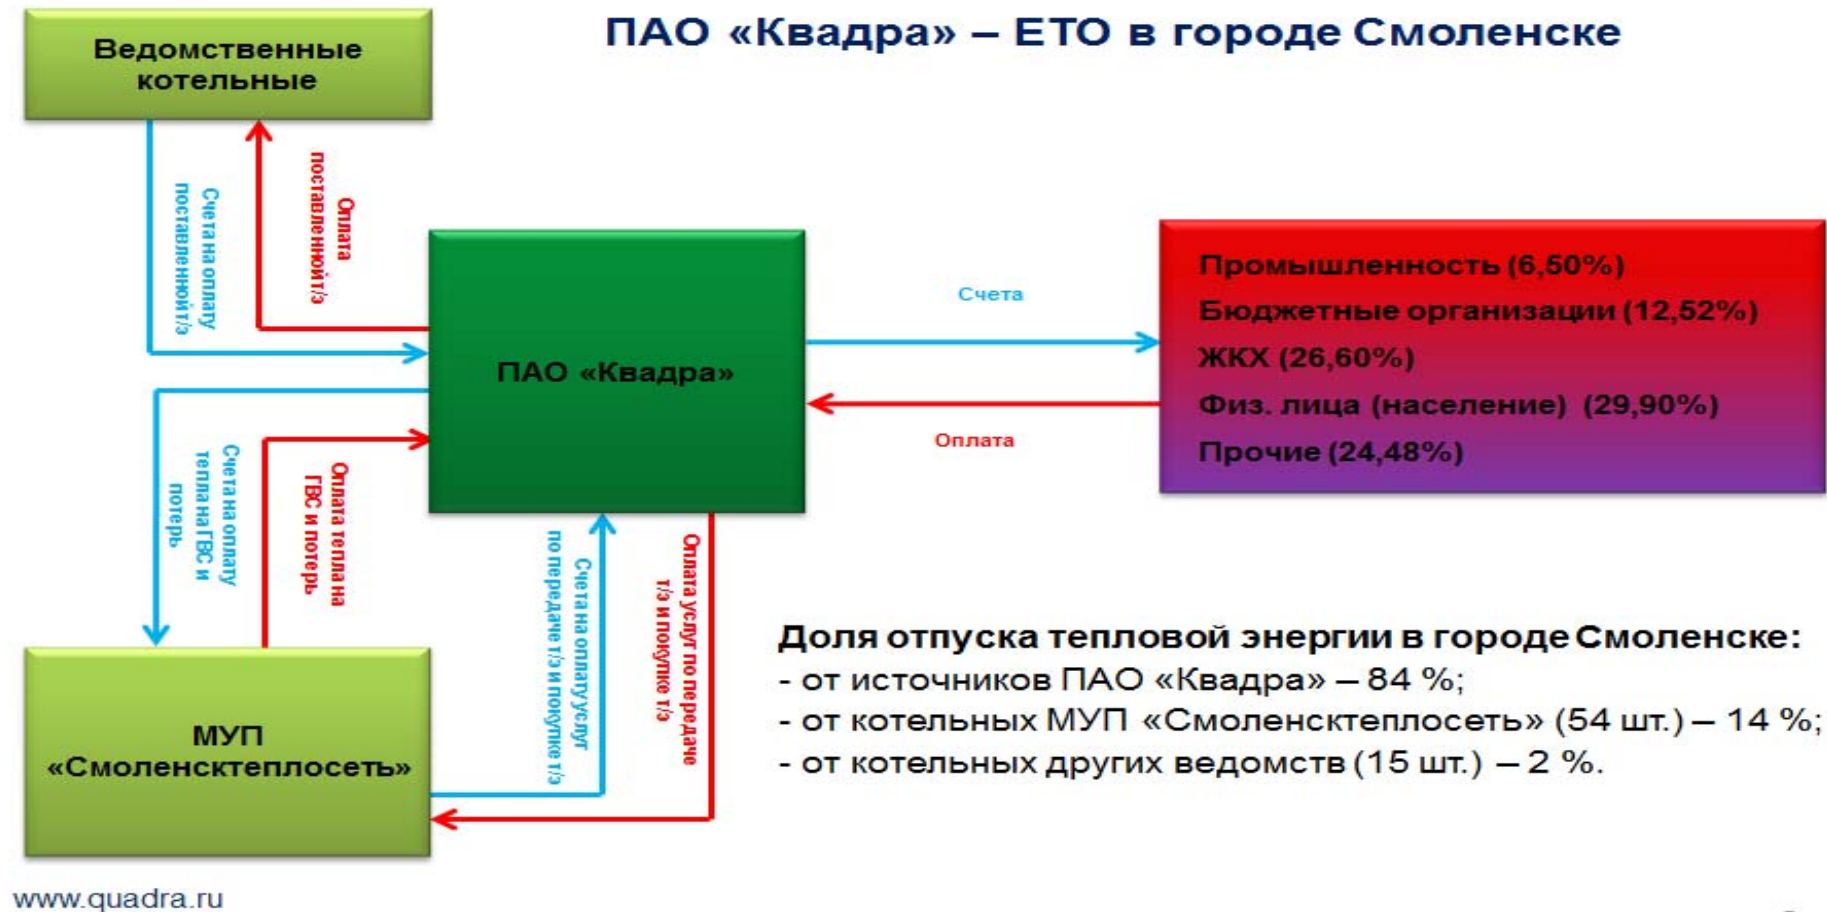 ПАО «Квадра» – ЕТО в городе Смоленске
Ведомственные
котельные
Счета на оплату
поставленной т/э
Оплата
поставленной т/э
ПАО «Квадра»
Счета
Оплата
Промышленность (6,50%)
Бюджетные организации (12,52%)
ЖКХ (26,60%)
Физ. лица (население) (29,90%)
Прочие (24,48%)
Счета на оплату
тепла на ГВС и
потерь
Оплата тепла на
ГВС и потерь
Счета на оплату услуг
по передаче т/э и покупке т/э
Оплата услуг по передаче
т/э и покупке т/э
МУП
«Смоленсктеплосеть»
Доля отпуска тепловой энергии в городе Смоленске:
- от источников ПАО «Квадра» – 84 %;
- от котельных МУП «Смоленсктеплосеть» (54 шт.) – 14 %;
- от котельных других ведомств (15 шт.) – 2 %.
www.quadra.ru